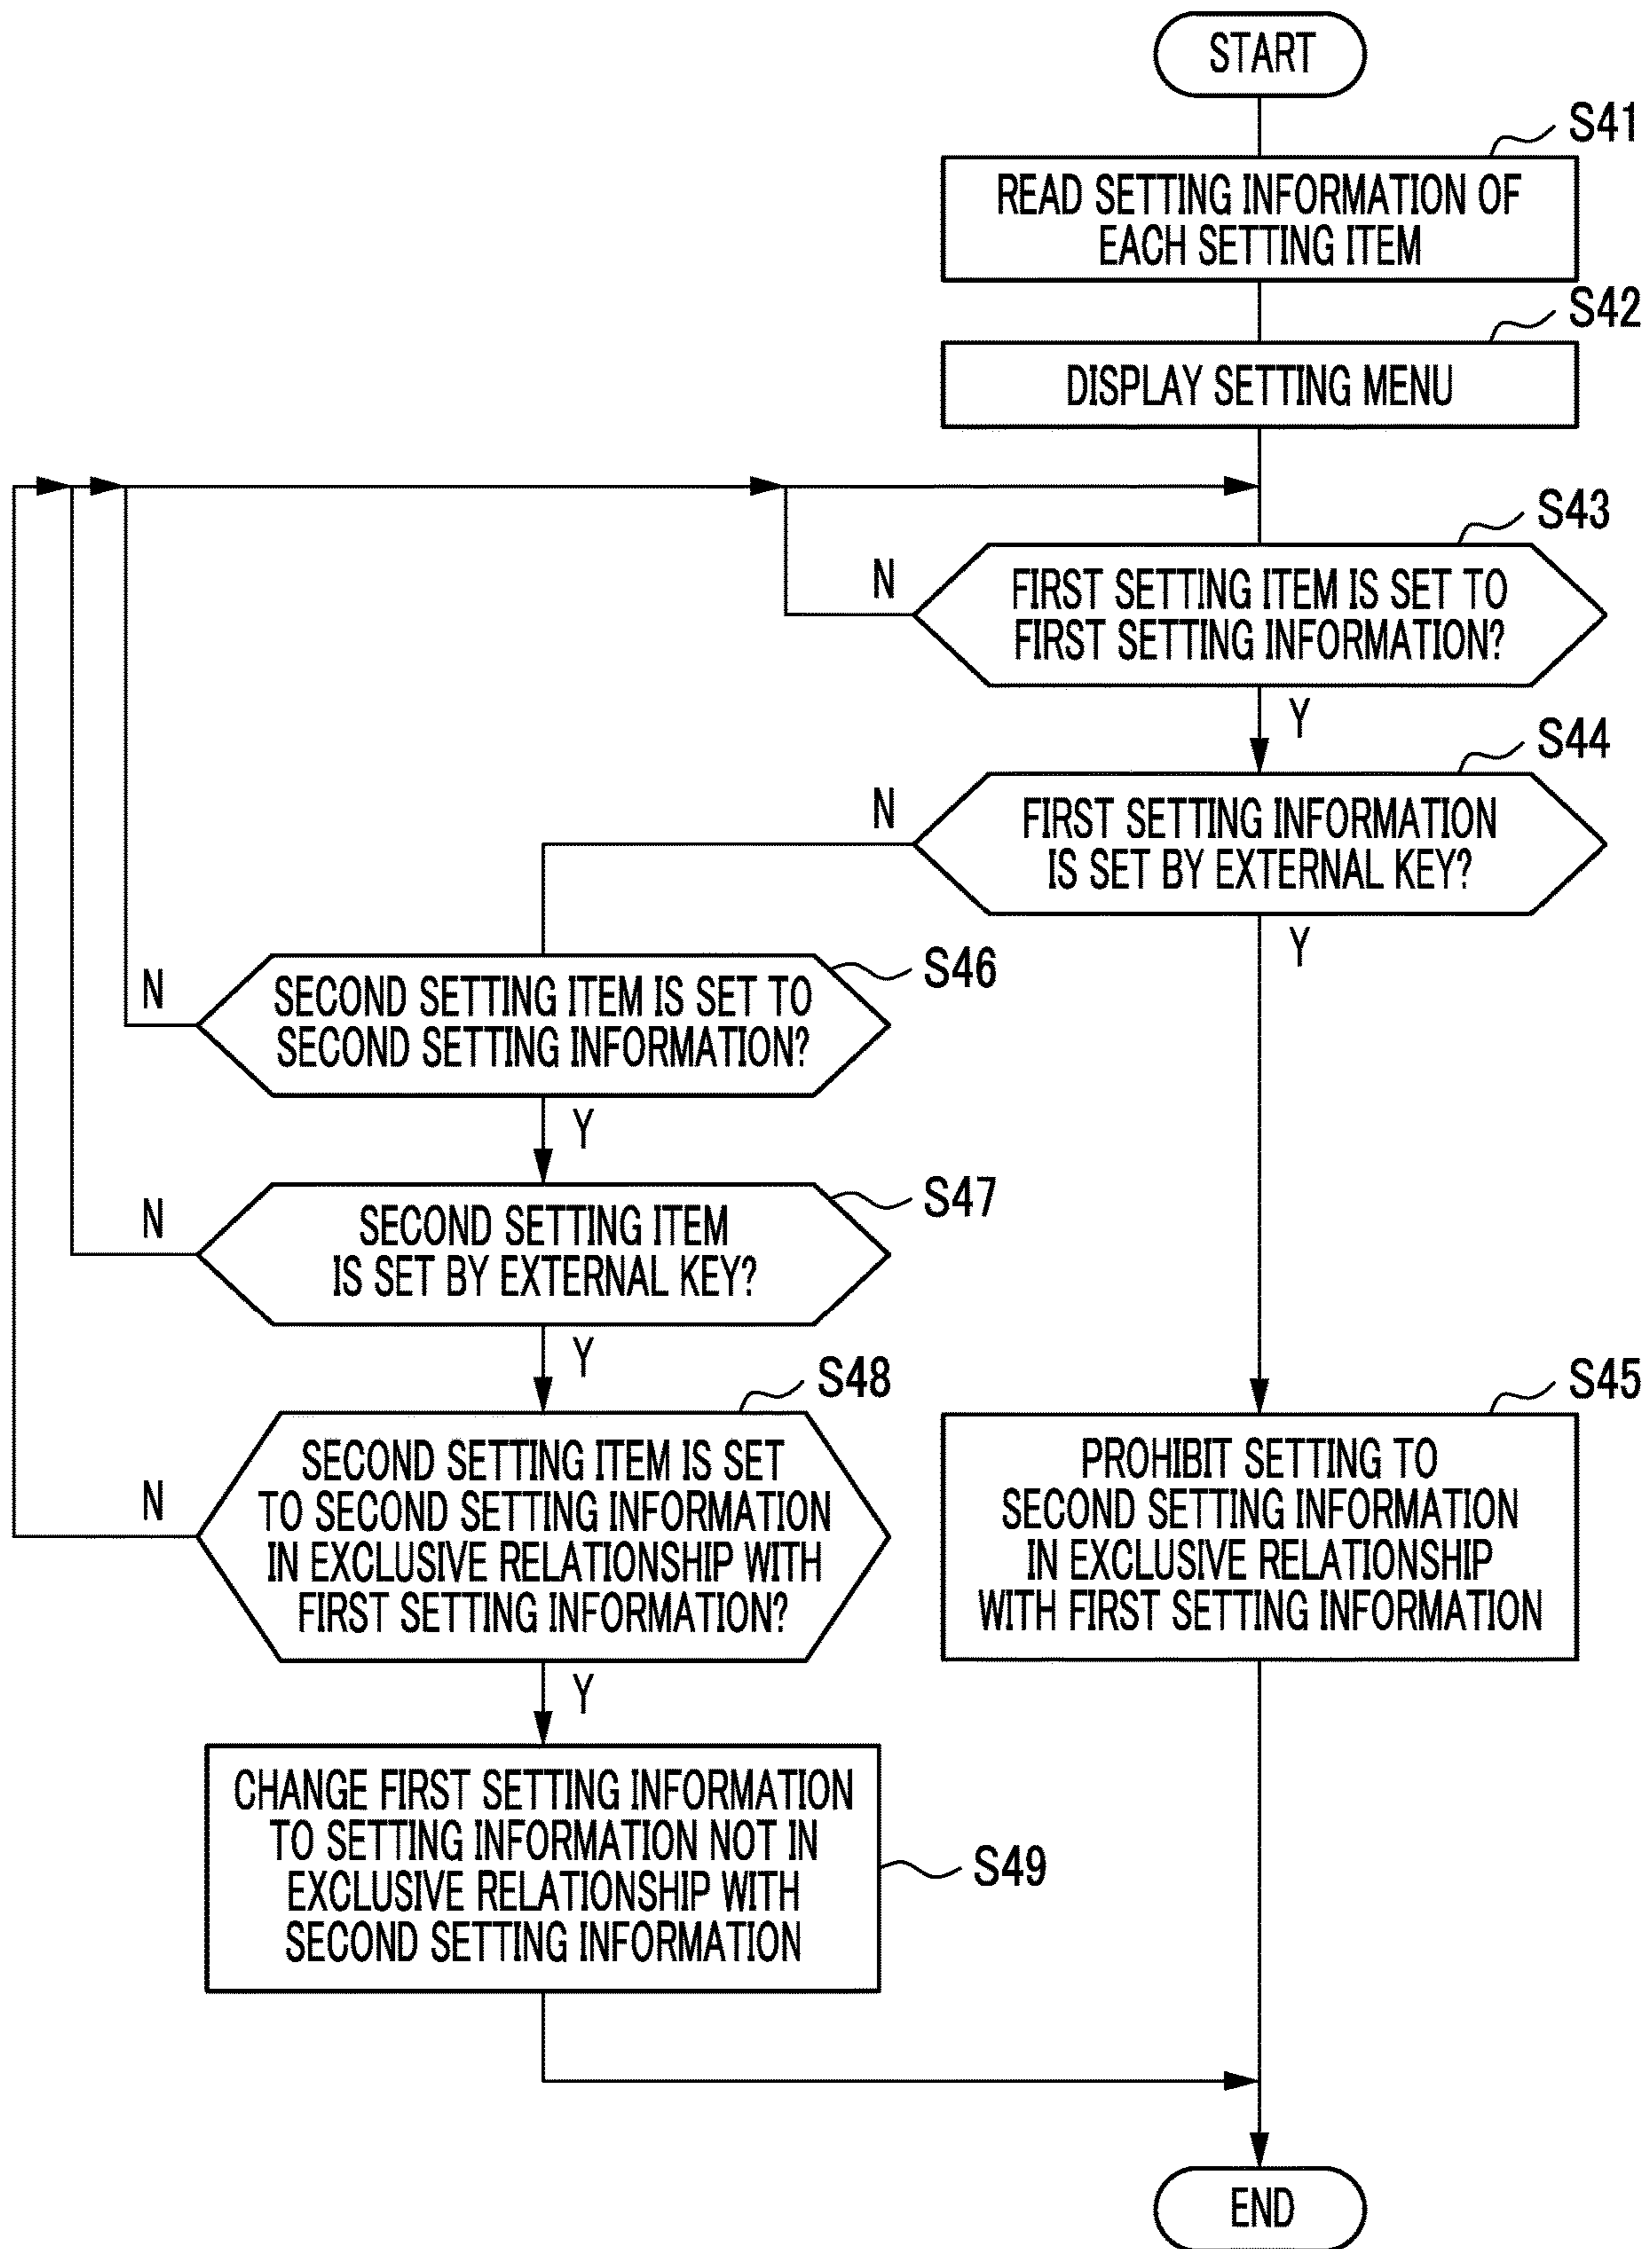 START
S41
READ SETTING INFORMATION OF
EACH SETTING ITEM
S42
DISPLAY SETTING MENU
S43
N
FIRST SETTING ITEM IS SET TO
FIRST SETTING INFORMATION?
Y
S44
N
FIRST SETTING INFORMATION
IS SET BY EXTERNAL KEY?
Y
S46
N
SECOND SETTING ITEM IS SET TO
SECOND SETTING INFORMATION?
Y
S47
N
SECOND SETTING ITEM
IS SET BY EXTERNAL KEY?
Y
S48
N
SECOND SETTING ITEM IS SET
TO SECOND SETTING INFORMATION
IN EXCLUSIVE RELATIONSHIP WITH
FIRST SETTING INFORMATION?
Y
S45
PROHIBIT SETTING TO
SECOND SETTING INFORMATION
IN EXCLUSIVE RELATIONSHIP
WITH FIRST SETTING INFORMATION
CHANGE FIRST SETTING INFORMATION
TO SETTING INFORMATION NOT IN
EXCLUSIVE RELATIONSHIP WITH
SECOND SETTING INFORMATION
S49
END